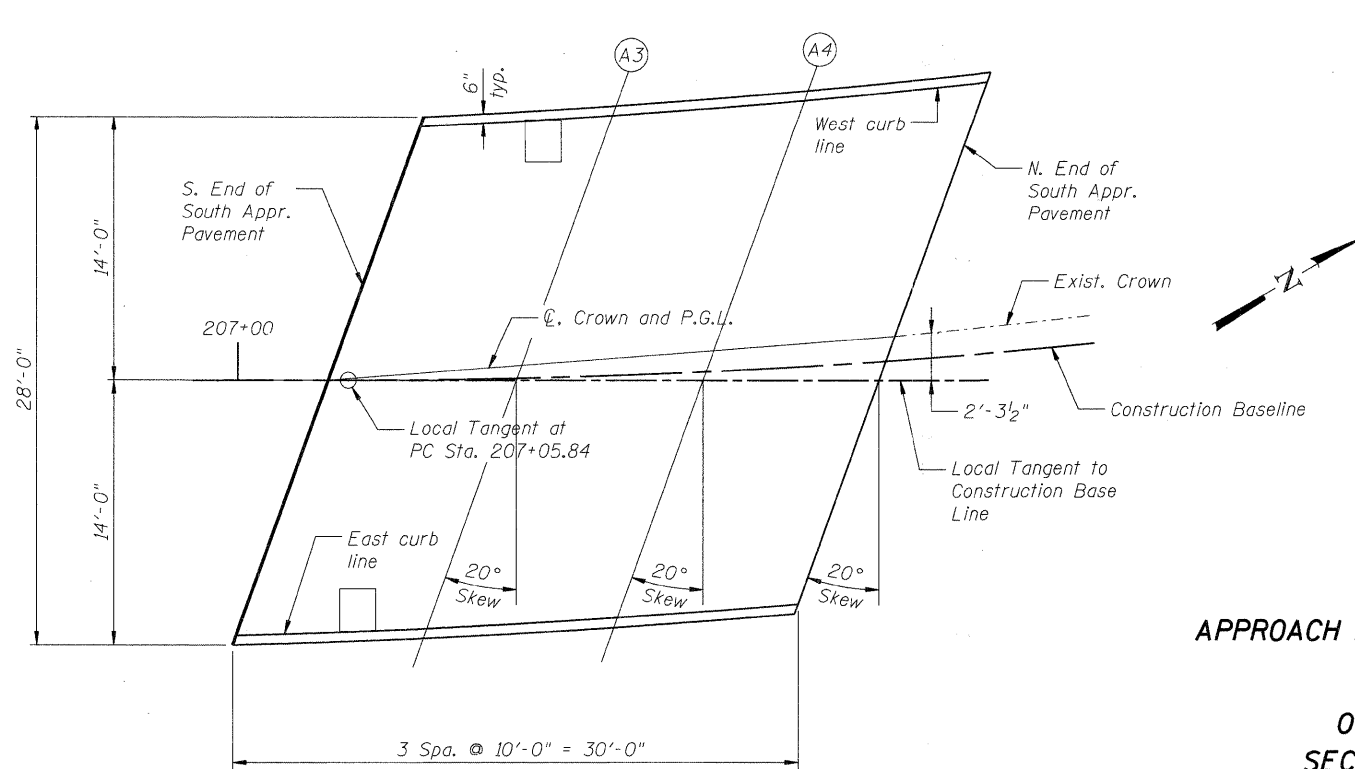 A3
A4
6"
typ.
West curb
line
N. End of
South Appr.
Pavement
S. End of
South Appr.
Pavement
28'-0"
14'-0"
14'-0"
207+00
℄. Crown and P.G.L.
Exist. Crown
N
2'-3½"
Construction Baseline
Local Tangent at
PC Sta. 207+05.84
Local Tangent to
Construction Base
Line
East curb
line
20°
Skew
20°
Skew
20°
Skew
3 Spa. @ 10'-0" = 30'-0"
APPROACH
O
SEC